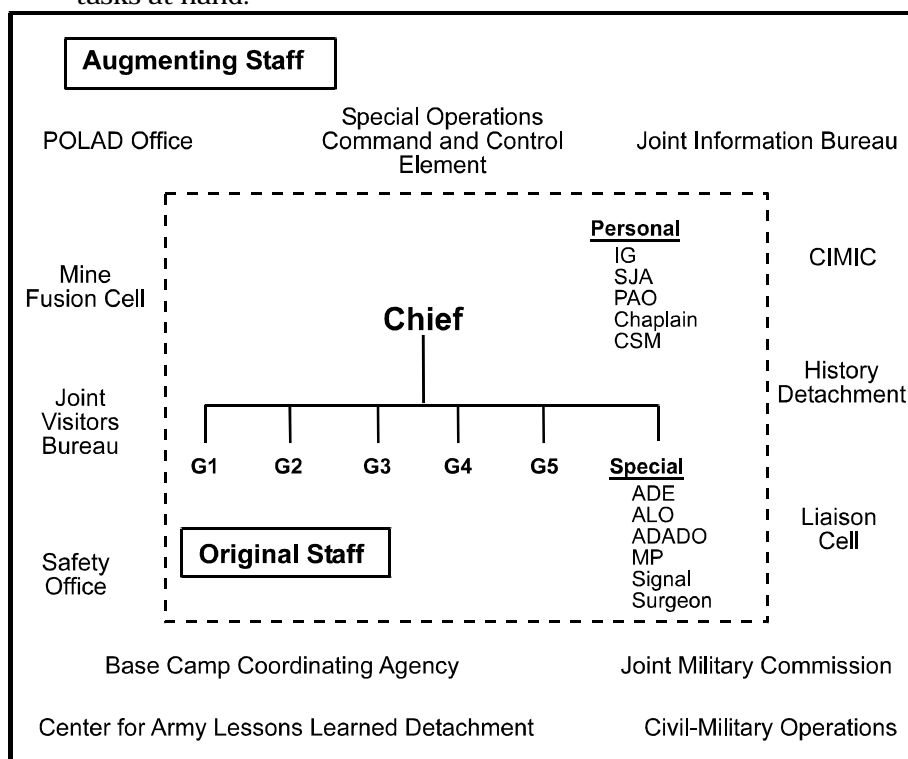 tasks at hand.
Augmenting Staff
POLAD Office
Special Operations
Command and Control
Element
Joint Information Bureau
Personal
IG
SJA
PAO
Chaplain
CSM
CIMIC
Mine
Fusion Cell
Chief
History
Detachment
Joint
Visitors
Bureau
G1 G2 G3 G4 G5
Special
ADE
ALO
ADADO
MP
Signal
Surgeon
Original Staff
Liaison
Cell
Safety
Office
Base Camp Coordinating Agency
Joint Military Commission
Center for Army Lessons Learned Detachment
Civil-Military Operations